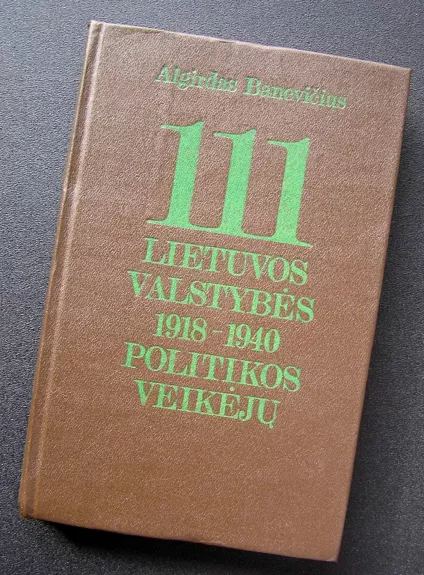 Algirdas Banevičius
111
LIETUVOS
VALSTYBĖS
1918-1940
POLITIKOS
VEIKĖJŲ